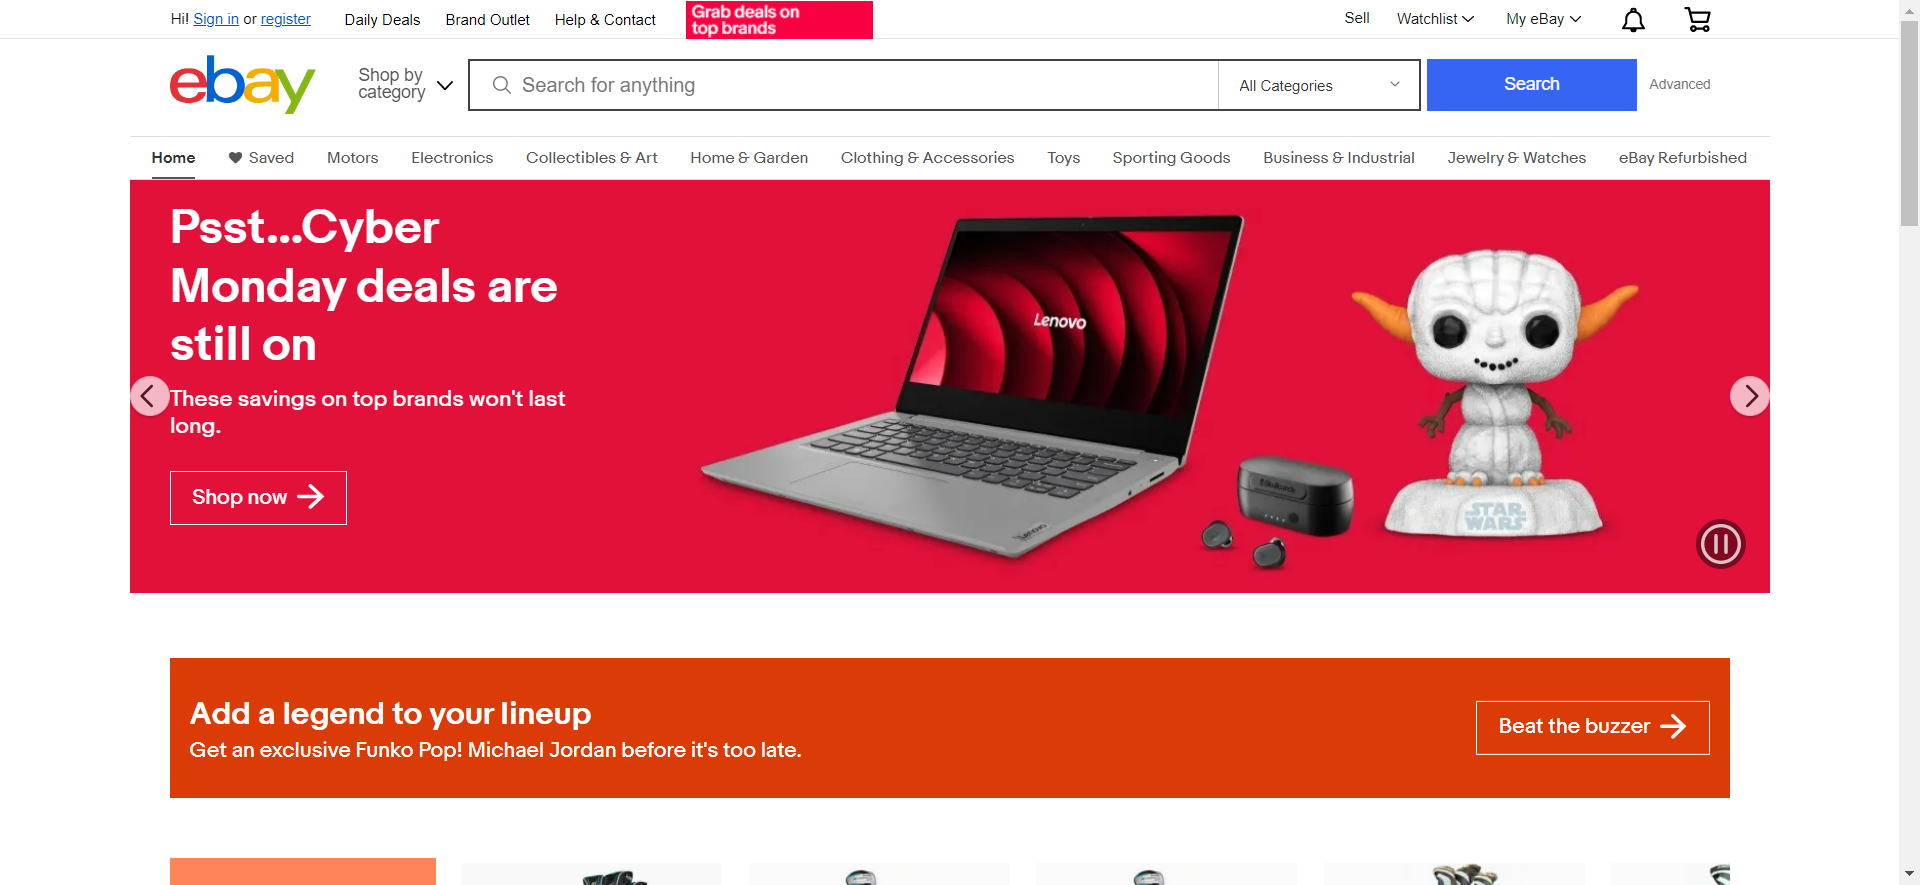 Hi! Sign in or register
Daily Deals
Brand Outlet
Help & Contact
Grab deals on
top brands
Sell
Watchlist
My eBay
ebay
Shop by
category
Search for anything
All Categories
Search
Advanced
Home
Saved
Motors
Electronics
Collectibles & Art
Home & Garden
Clothing & Accessories
Toys
Sporting Goods
Business & Industrial
Jewelry & Watches
eBay Refurbished
Psst...Cyber
Monday deals are
still on
These savings on top brands won't last
long.
Shop now
Lenovo
Lenovo
Skullcandy
STAR
WARS
Add a legend to your lineup
Get an exclusive Funko Pop! Michael Jordan before it's too late.
Beat the buzzer